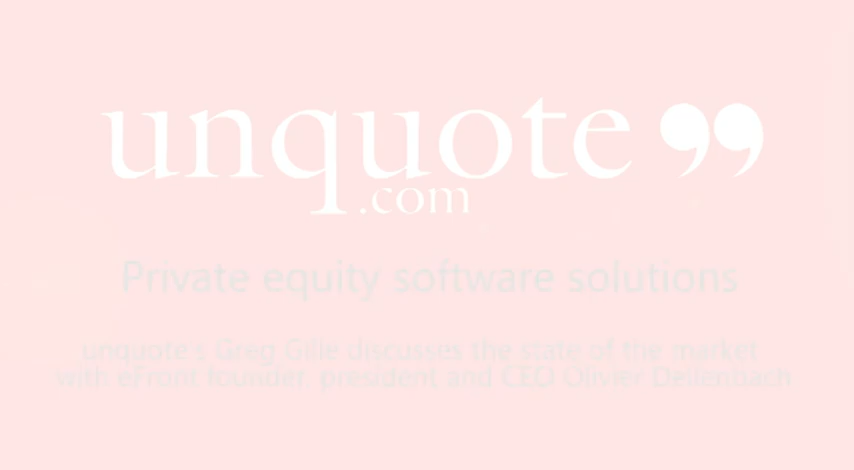 unquote ”
.com
Private equity software solutions
unquote's Greg Gille discusses the state of the market
with eFront founder, president and CEO Olivier Dellenbach